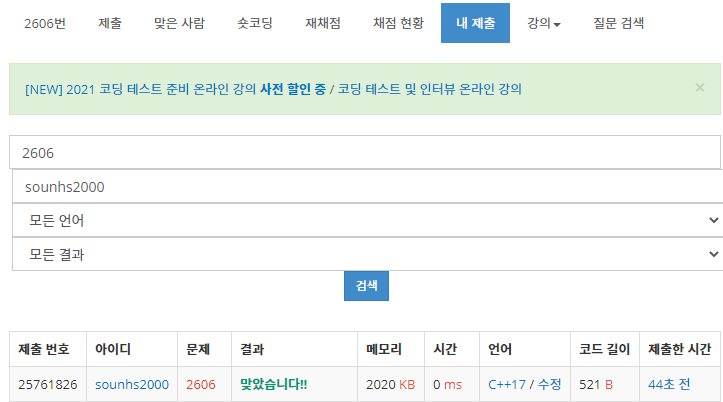 2606번 제출 맞은 사람 숏코딩 재채점 채점 현황 내 제출 강의 질문 검색
[NEW] 2021 코딩 테스트 준비 온라인 강의 사전 할인 중 / 코딩 테스트 및 인터뷰 온라인 강의 ×
2606
sounhs2000
모든 언어
모든 결과
검색
제출 번호 아이디 문제 결과 메모리 시간 언어 코드 길이 제출한 시간
25761826 sounhs2000 2606 맞았습니다!! 2020 KB 0 ms C++17 / 수정 521 B 44초 전